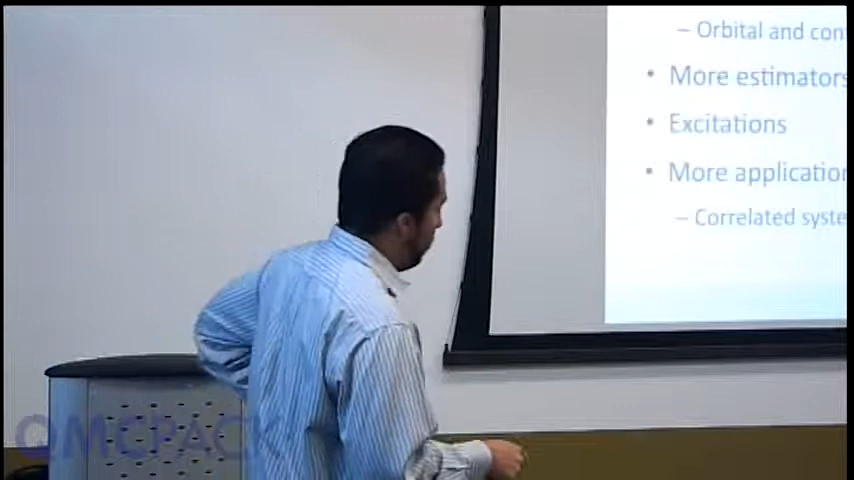 – Orbital and con
• More estimators
• Excitations
• More application
– Correlated syste
QMCPACK